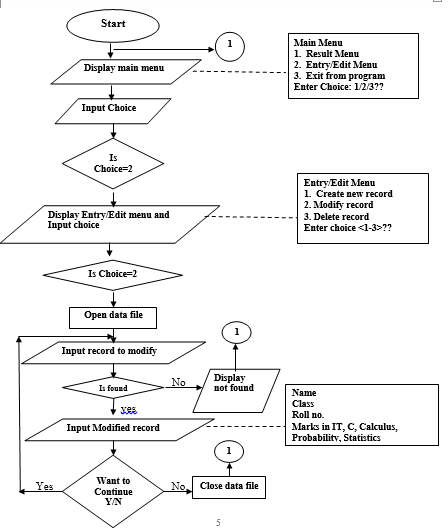 Start
1
Display main menu
Main Menu
1. Result Menu
2. Entry/Edit Menu
3. Exit from program
Enter Choice: 1/2/3??
Input Choice
Is
Choice=2
Entry/Edit Menu
1. Create new record
2. Modify record
3. Delete record
Enter choice <1-3>??
Display Entry/Edit menu and
Input choice
Is Choice=2
Open data file
1
Input record to modify
Is found
No
Display
not found
yes
Name
Class
Roll no.
Marks in IT, C, Calculus,
Probability, Statistics
Input Modified record
1
Yes
Want to
Continue
Y/N
No
Close data file
5